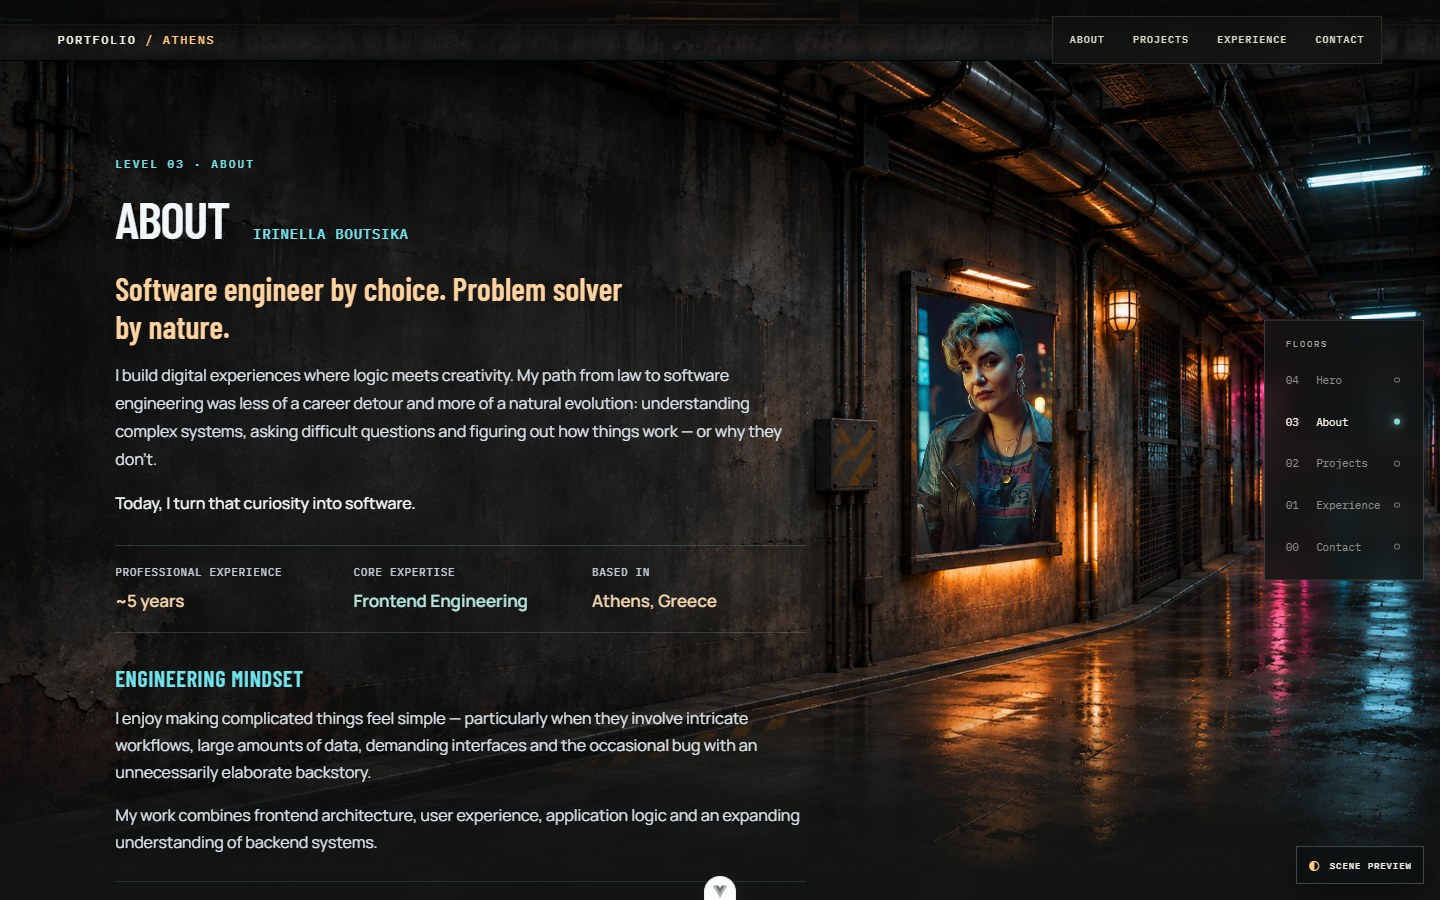 PORTFOLIO / ATHENS
ABOUT PROJECTS EXPERIENCE CONTACT
LEVEL 03 · ABOUT
ABOUT IRINELLA BOUTSIKA
Software engineer by choice. Problem solver
by nature.
I build digital experiences where logic meets creativity. My path from law to software
engineering was less of a career detour and more of a natural evolution: understanding
complex systems, asking difficult questions and figuring out how things work — or why they
don't.
Today, I turn that curiosity into software.
PROFESSIONAL EXPERIENCE
~5 years
CORE EXPERTISE
Frontend Engineering
BASED IN
Athens, Greece
ENGINEERING MINDSET
I enjoy making complicated things feel simple — particularly when they involve intricate
workflows, large amounts of data, demanding interfaces and the occasional bug with an
unnecessarily elaborate backstory.
My work combines frontend architecture, user experience, application logic and an expanding
understanding of backend systems.
FLOORS
04 Hero
03 About
02 Projects
01 Experience
00 Contact
SCENE PREVIEW